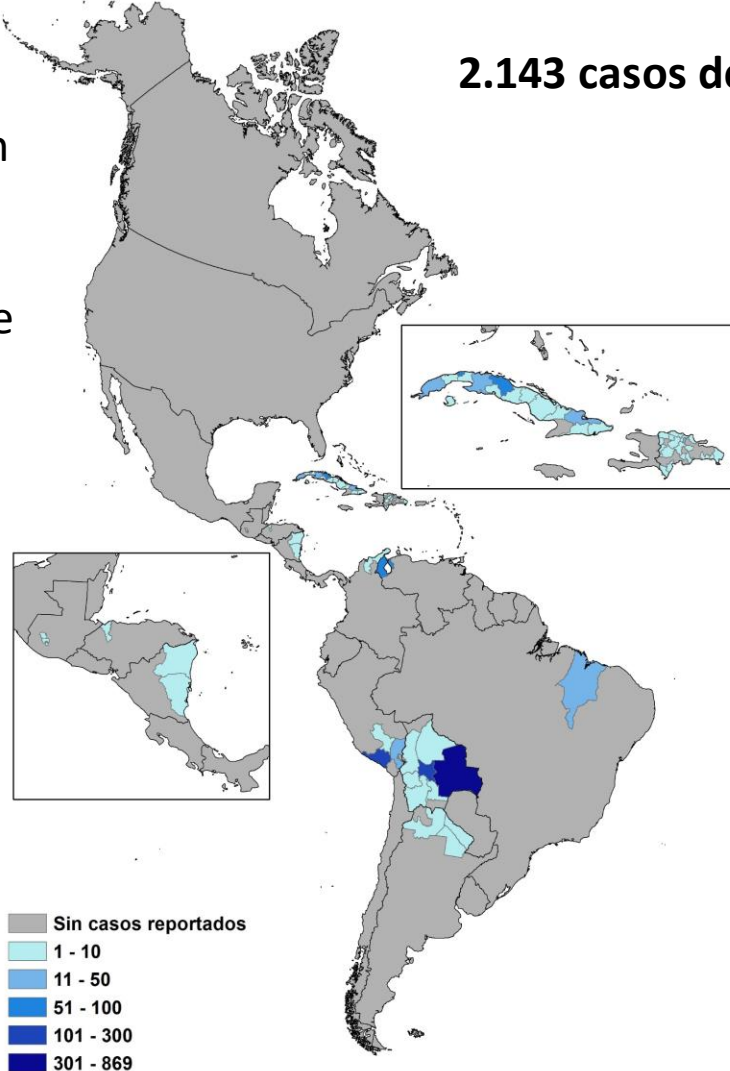 2.143 casos de
n
e
Sin casos reportados
1 - 10
11 - 50
51 - 100
101 - 300
301 - 869